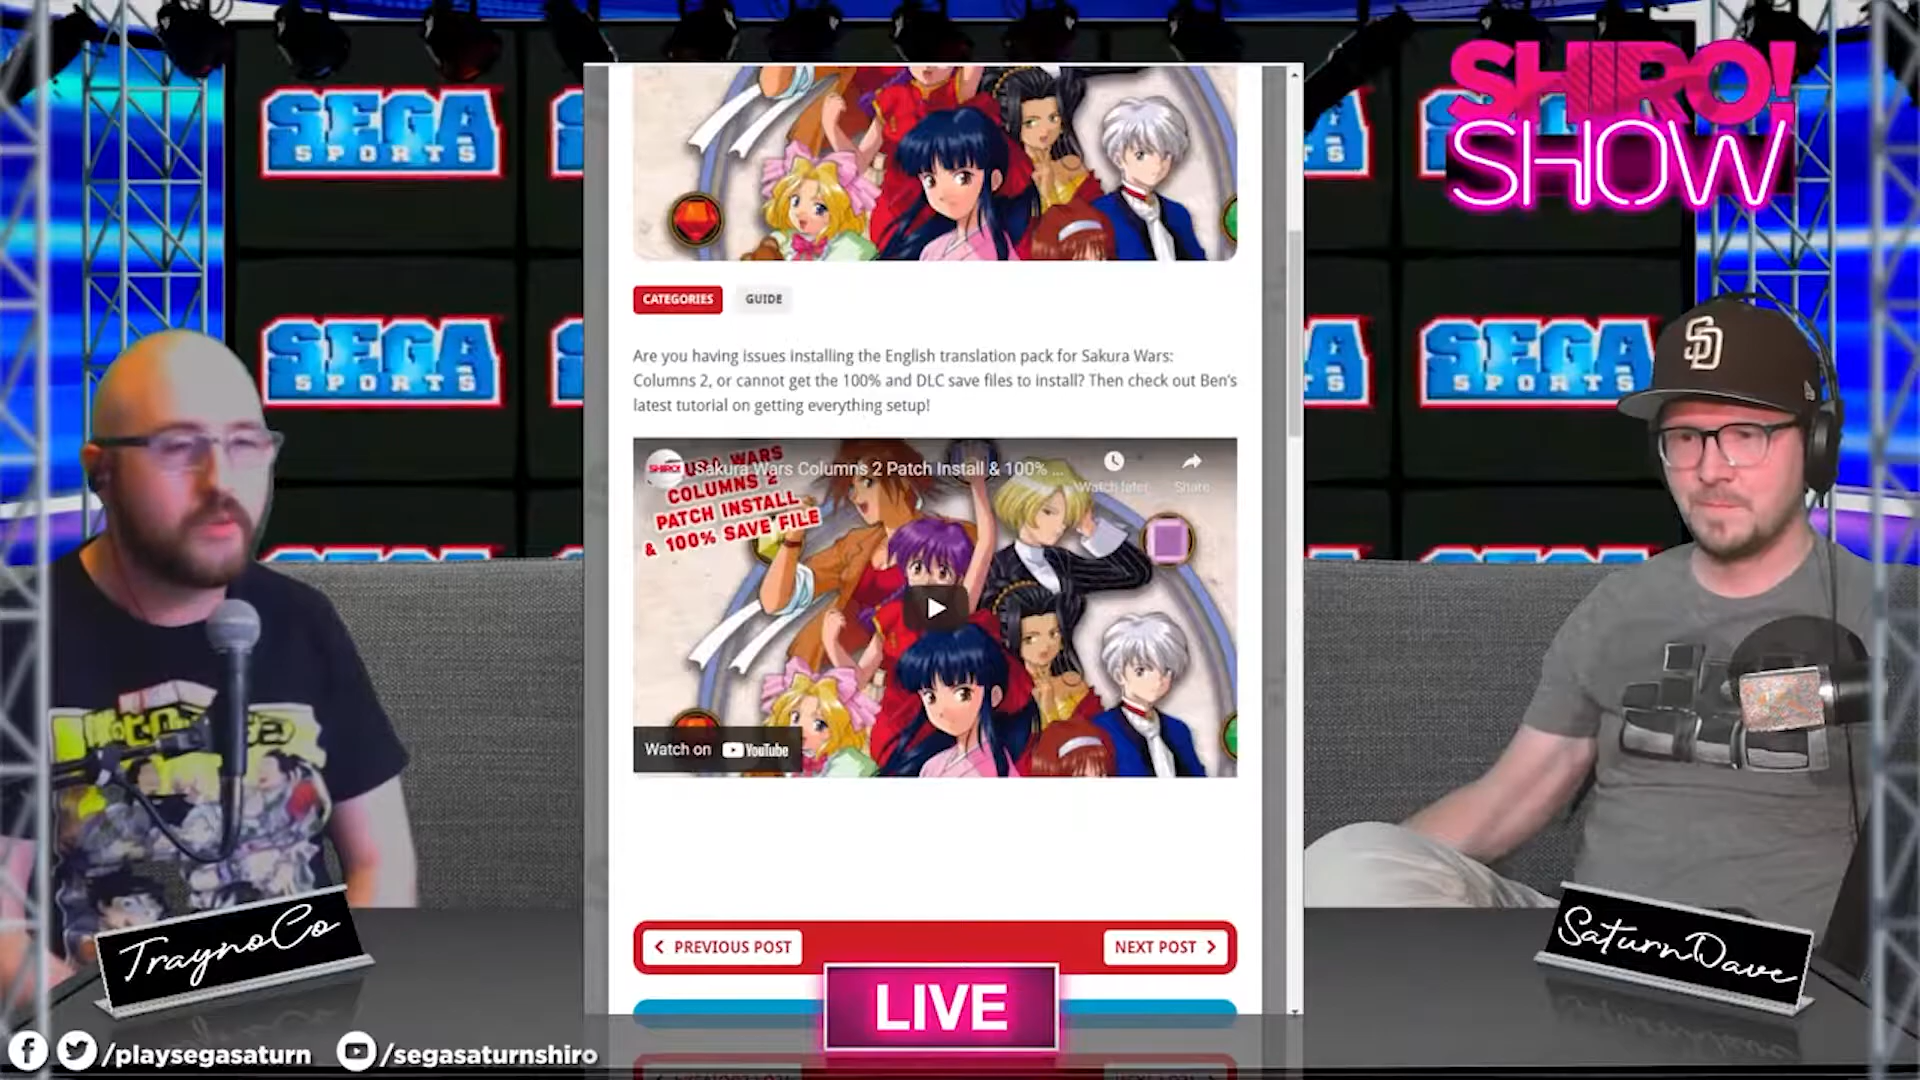 SHIRO!
SHOW
SEGA
SPORTS
SEGA
SPORTS
SEGA
SPORTS
CATEGORIES
GUIDE
Are you having issues installing the English translation pack for Sakura Wars:
Columns 2, or cannot get the 100% and DLC save files to install? Then check out Ben's
latest tutorial on getting everything setup!
SHIRO!
Sakura Wars Columns 2 Patch Install & 100% ...
Watch later
Share
COLUMNS 2
PATCH INSTALL
& 100% SAVE FILE
Watch on YouTube
SD
PREVIOUS POST
NEXT POST
LIVE
TraynoCo
SaturnDave
/playsegasaturn
/segasaturnshiro